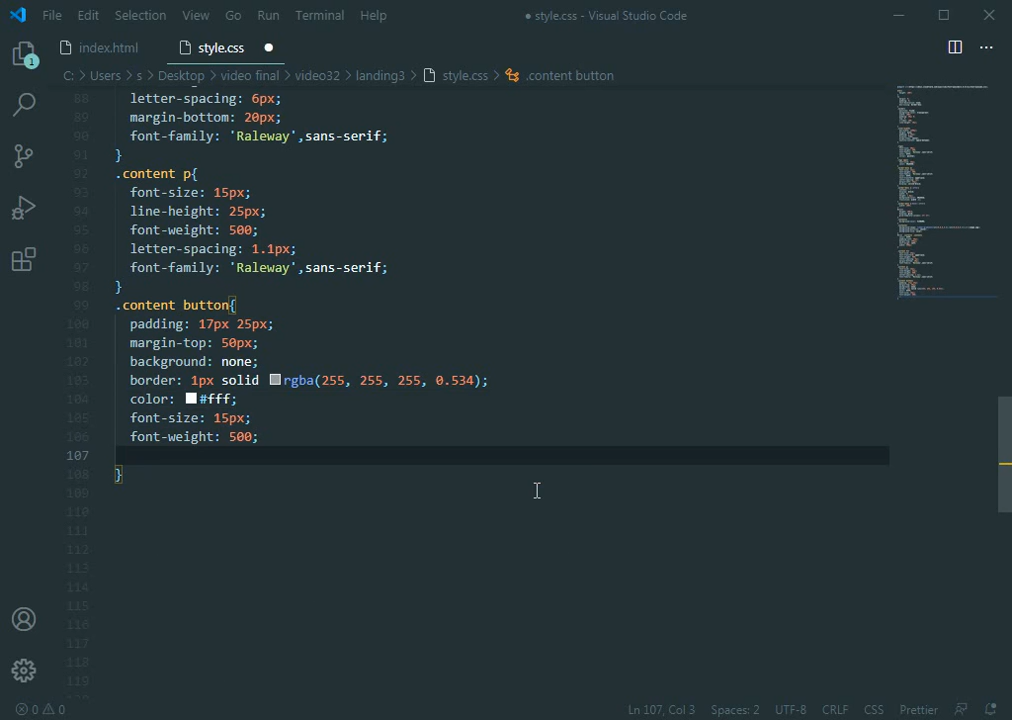 File Edit Selection View Go Run Terminal Help ● style.css - Visual Studio Code
1
index.html style.css ●
C: > Users > s > Desktop > video final > video32 > landing3 > style.css > .content button
88 letter-spacing: 6px;
89 margin-bottom: 20px;
90 font-family: 'Raleway',sans-serif;
91 }
92 .content p{
93 font-size: 15px;
94 line-height: 25px;
95 font-weight: 500;
96 letter-spacing: 1.1px;
97 font-family: 'Raleway',sans-serif;
98 }
99 .content button{
100 padding: 17px 25px;
101 margin-top: 50px;
102 background: none;
103 border: 1px solid rgba(255, 255, 255, 0.534);
104 color: #fff;
105 font-size: 15px;
106 font-weight: 500;
107
108 }
109
110
111
112
113
114
115
116
117
118
119
0 0 Ln 107, Col 3 Spaces: 2 UTF-8 CRLF CSS Prettier